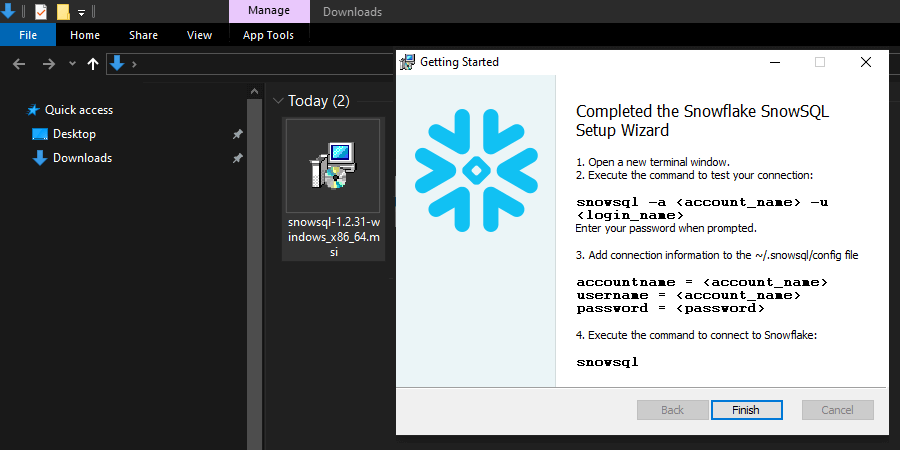 Manage
Downloads
File
Home
Share
View
App Tools
Quick access
Desktop
Downloads
Today (2)
snowsql-1.2.31-w
indows_x86_64.m
si
Getting Started
Completed the Snowflake SnowSQL
Setup Wizard
1. Open a new terminal window.
2. Execute the command to test your connection:
snowsql -a <account_name> -u
<login_name>
Enter your password when prompted.
3. Add connection information to the ~/.snowsql/config file
accountname = <account_name>
username = <account_name>
password = <password>
4. Execute the command to connect to Snowflake:
snowsql
Back
Finish
Cancel